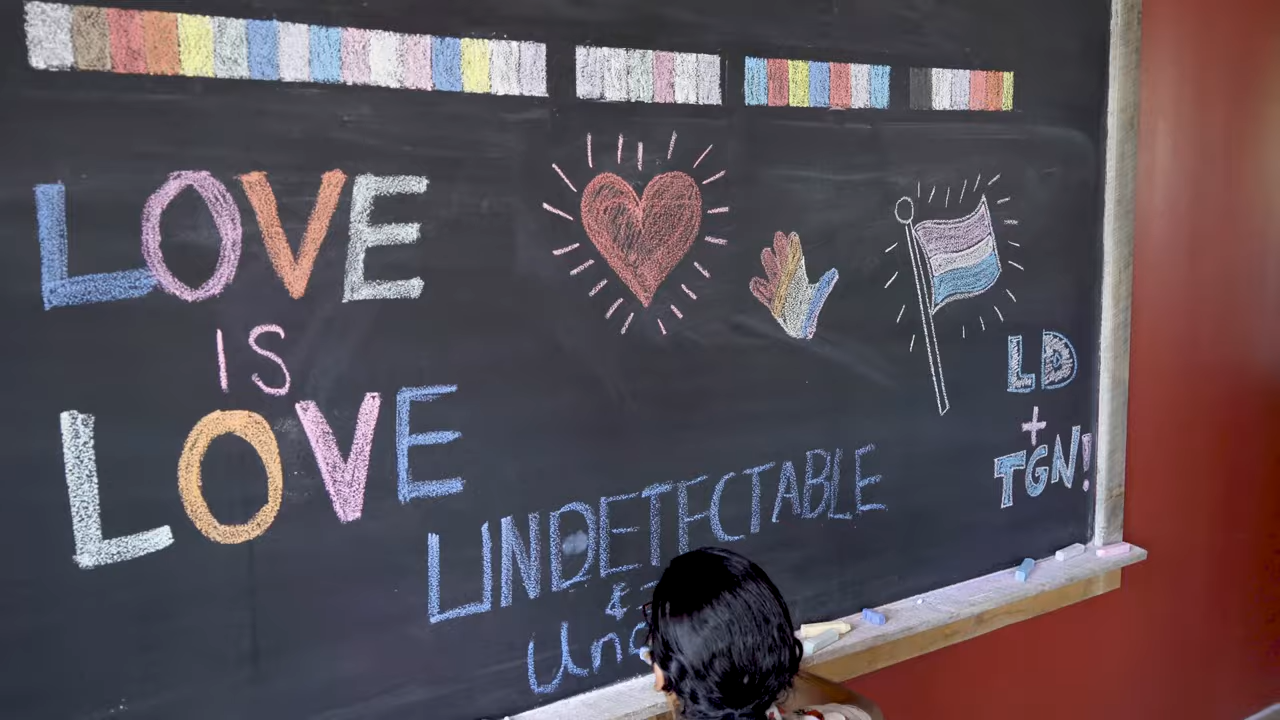 LOVE
IS
LOVE
UNDETECTABLE
&
LD
+
TGN!